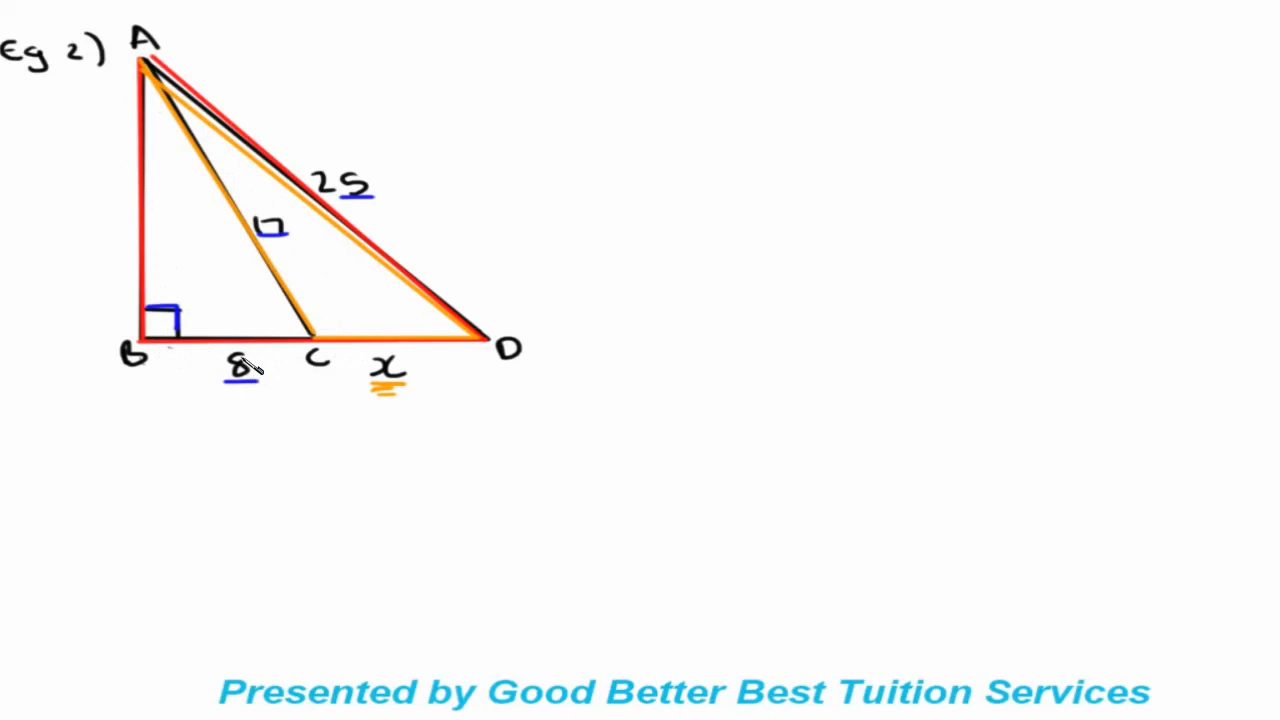 Eg 2)
A
25
17
B
8
C
x
D
Presented by Good Better Best Tuition Services